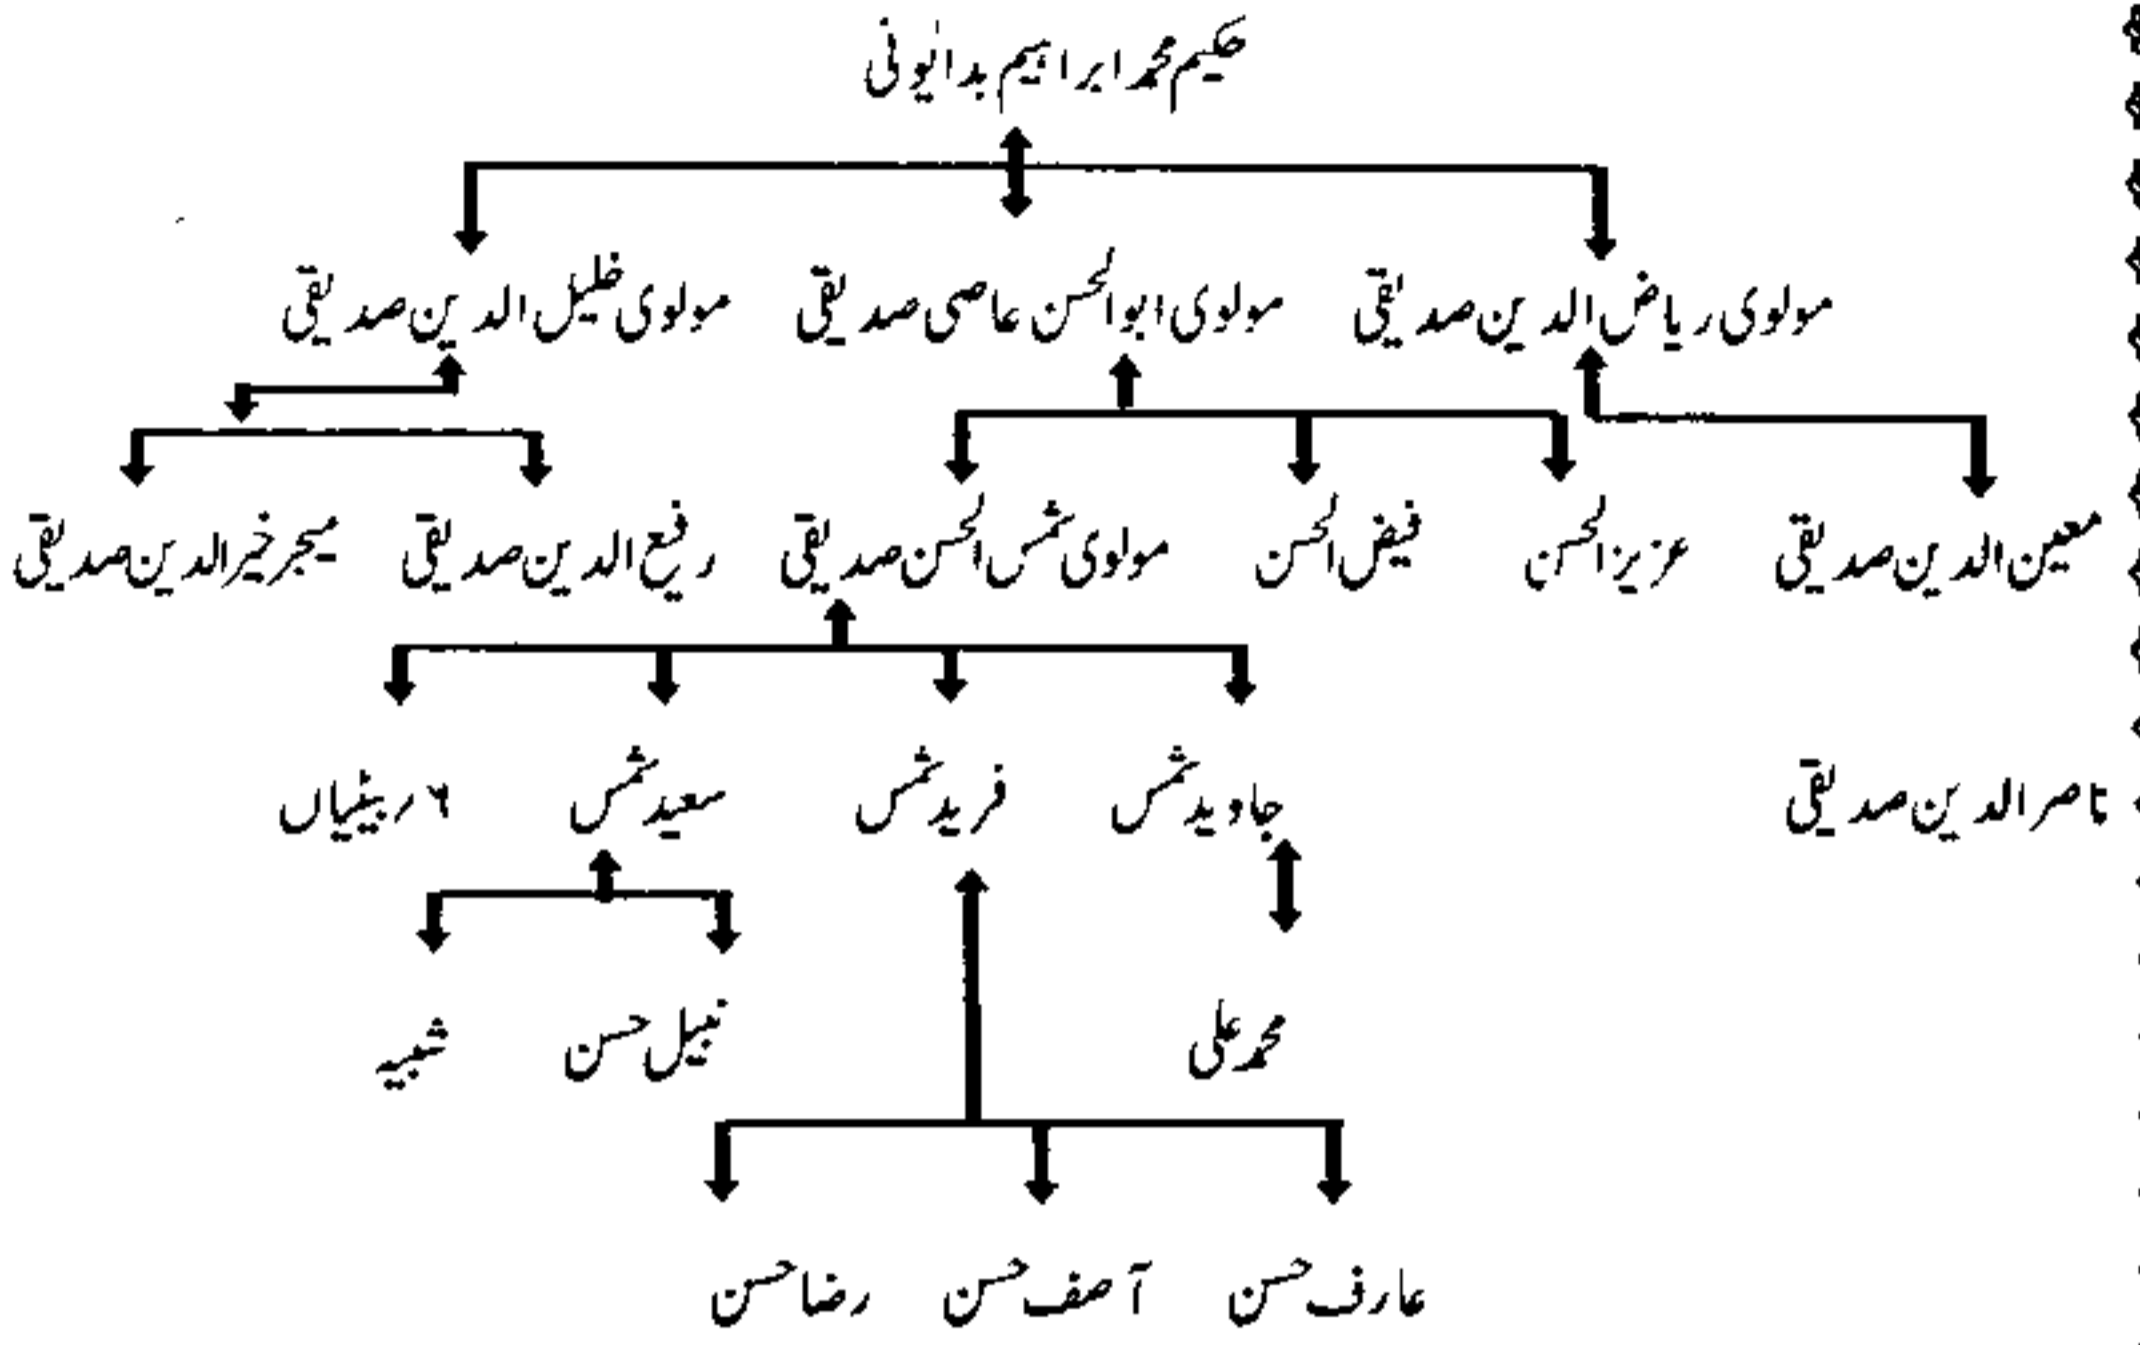 حکیم محمد ابراہیم بدایونی
مولوی ریاض الدین صدیقی مولوی ابوالحسن عاصی صدیقی مولوی خلیل الدین صدیقی
معین الدین صدیقی عزیز الحسن فیض الحسن مولوی شمس الحسن صدیقی رفیع الدین صدیقی میجر خیر الدین صدیقی
ناصر الدین صدیقی جاوید شمس فرید شمس سعید شمس ۶ ربیٹیاں
محمد علی نبیل حسن شبیہ
عارف حسن آصف حسن رضا حسن